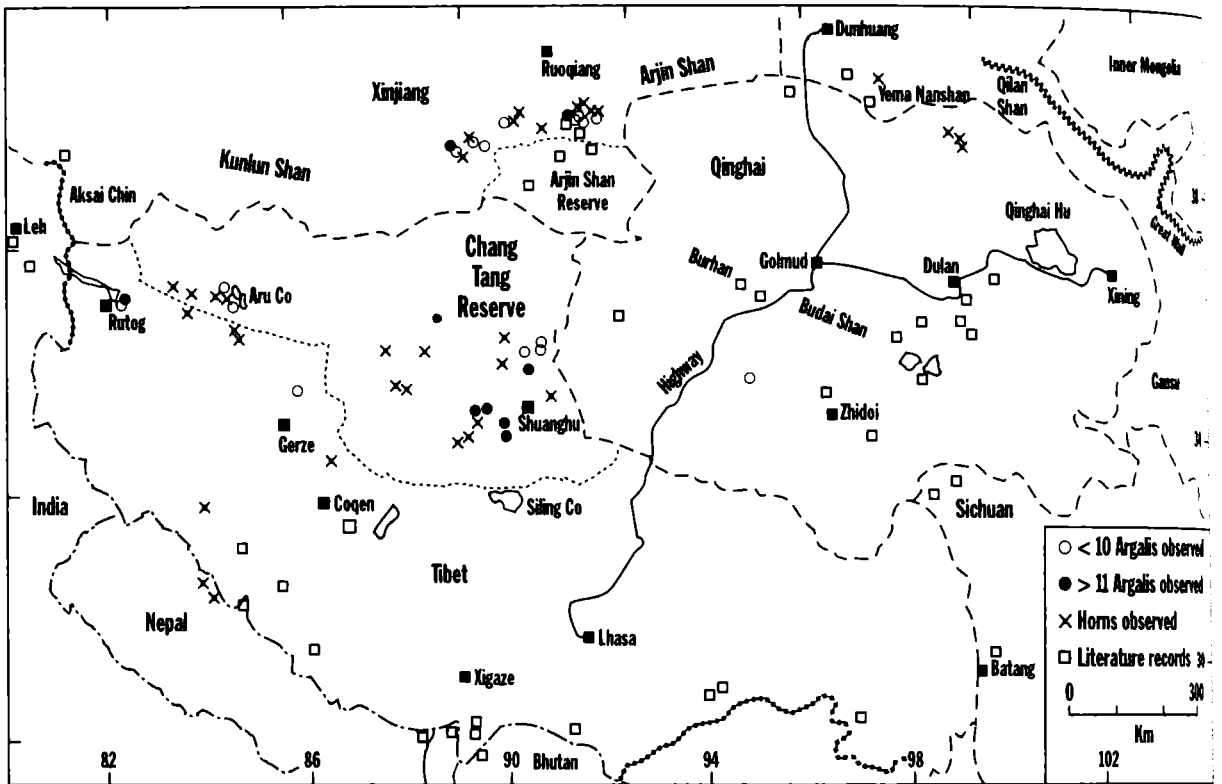 Dunhuang
Ruoqiang
Arjin Shan
Inner Mongolia
Xinjiang
Yema Nanshan
Qilian
Shan
Kunlun Shan
Qinghai
Arjin Shan
Reserve
Aksai Chin
Qinghai Hu
Great Wall
Leh
Chang
Tang
Reserve
Burhan
Golmud
Dulan
Xining
Aru Co
Rutog
Budai Shan
Highway
Gansu
Shuanghu
Zhidoi
Gerze
India
Coqen
Siling Co
Sichuan
Tibet
Nepal
Lhasa
Xigaze
Batang
< 10 Argalis observed
> 11 Argalis observed
Horns observed
Literature records
30
0 300
Km
82 86 90 Bhutan 94 98 102